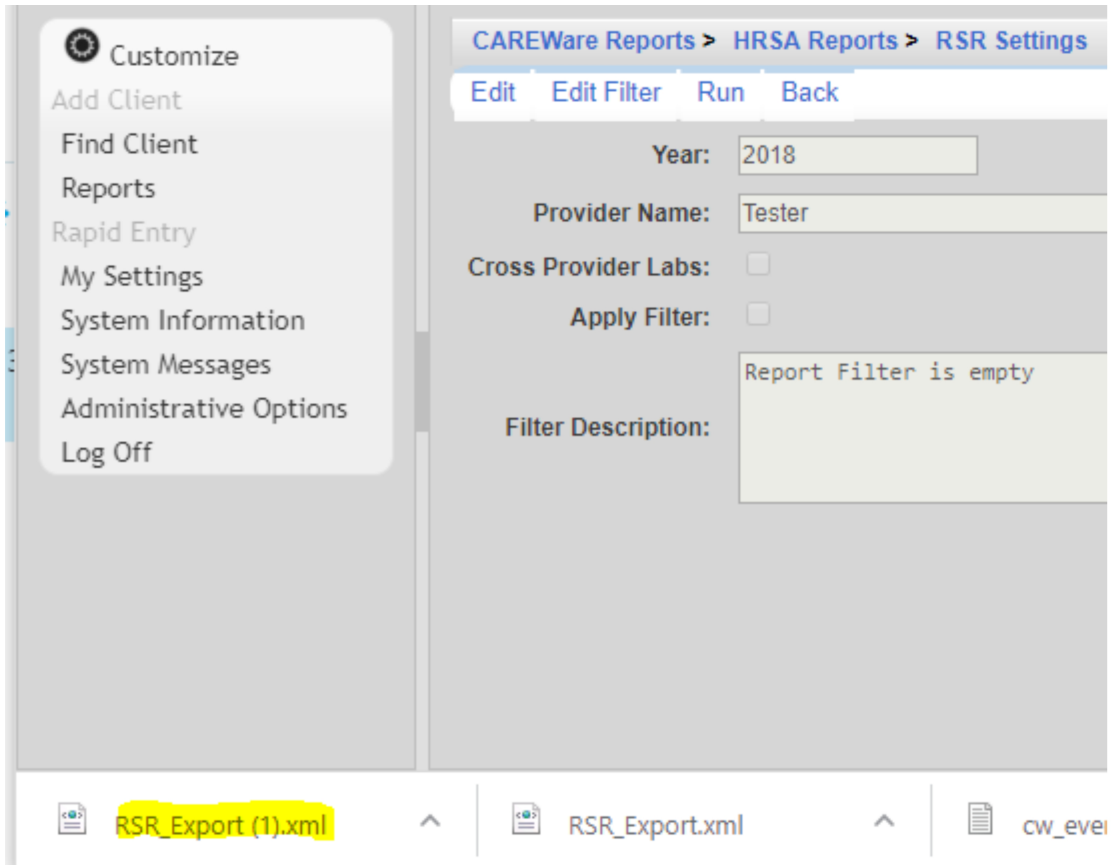 Customize
Add Client
Find Client
Reports
Rapid Entry
My Settings
System Information
System Messages
Administrative Options
Log Off
CAREWare Reports > HRSA Reports > RSR Settings
Edit Edit Filter Run Back
Year: 2018
Provider Name: Tester
Cross Provider Labs:
Apply Filter:
Filter Description: Report Filter is empty
RSR_Export (1).xml RSR_Export.xml